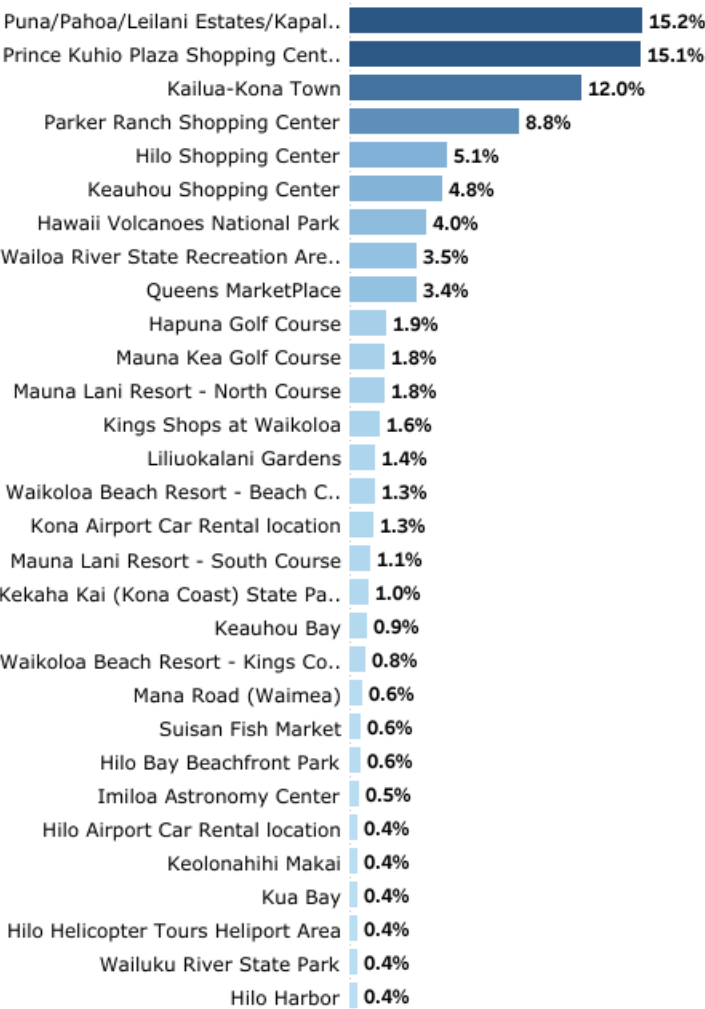 Puna/Pahoa/Leilani Estates/Kapal.. 15.2%
Prince Kuhio Plaza Shopping Cent.. 15.1%
Kailua-Kona Town 12.0%
Parker Ranch Shopping Center 8.8%
Hilo Shopping Center 5.1%
Keauhou Shopping Center 4.8%
Hawaii Volcanoes National Park 4.0%
Wailoa River State Recreation Are.. 3.5%
Queens MarketPlace 3.4%
Hapuna Golf Course 1.9%
Mauna Kea Golf Course 1.8%
Mauna Lani Resort - North Course 1.8%
Kings Shops at Waikoloa 1.6%
Liliuokalani Gardens 1.4%
Waikoloa Beach Resort - Beach C.. 1.3%
Kona Airport Car Rental location 1.3%
Mauna Lani Resort - South Course 1.1%
Kekaha Kai (Kona Coast) State Pa.. 1.0%
Keauhou Bay 0.9%
Waikoloa Beach Resort - Kings Co.. 0.8%
Mana Road (Waimea) 0.6%
Suisan Fish Market 0.6%
Hilo Bay Beachfront Park 0.6%
Imiloa Astronomy Center 0.5%
Hilo Airport Car Rental location 0.4%
Keolonahihi Makai 0.4%
Kua Bay 0.4%
Hilo Helicopter Tours Heliport Area 0.4%
Wailuku River State Park 0.4%
Hilo Harbor 0.4%